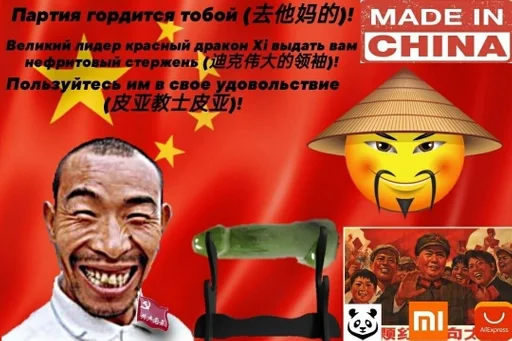 Партия гордится тобой (去他妈的)!
MADE IN
CHINA
Великий лидер красный дракон Xi выдать вам
нефритовый стержень (迪克伟大的领袖)!
Пользуйтесь им в свое удовольствие
(皮亚教士皮亚)!
AliExpress